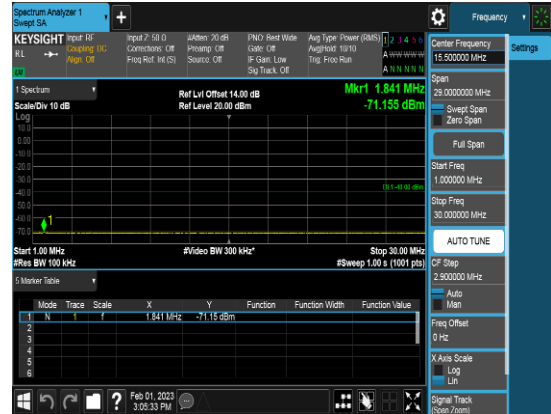 Spectrum Analyzer 1
Swept SA
+
Frequency
KEYSIGHT Input: RF
RL Coupling: DC
Align: Off
Input Z: 50 Ω
Corrections: Off
Freq Ref: Int (S)
#Atten: 20 dB
Preamp: Off
Source: Off
PNO: Best Wide
Gate: Off
IF Gain: Low
Sig Track: Off
Avg Type: Power (RMS)
Avg|Hold: 10/10
Trig: Free Run
1 2 3 4 5 6
A W W W W W
A N N N N N
1 Spectrum
Scale/Div 10 dB
Ref Lvl Offset 14.00 dB
Ref Level 20.00 dBm
Mkr1 1.841 MHz
-71.155 dBm
Log
10.0
0.00
-10.0
-20.0
-30.0
-40.0
-50.0
-60.0
-70.0
DL1 -40.00 dBm
1
Start 1.00 MHz
#Res BW 100 kHz
#Video BW 300 kHz*
Stop 30.00 MHz
#Sweep 1.00 s (1001 pts)
5 Marker Table
Mode Trace Scale X Y Function Function Width Function Value
1 N 1 f 1.841 MHz -71.15 dBm
2
3
4
5
6
Feb 01, 2023
3:05:33 PM
Center Frequency
15.500000 MHz
Settings
Span
29.0000000 MHz
Swept Span
Zero Span
Full Span
Start Freq
1.000000 MHz
Stop Freq
30.000000 MHz
AUTO TUNE
CF Step
2.900000 MHz
Auto
Man
Freq Offset
0 Hz
X Axis Scale
Log
Lin
Signal Track
(Span Zoom)